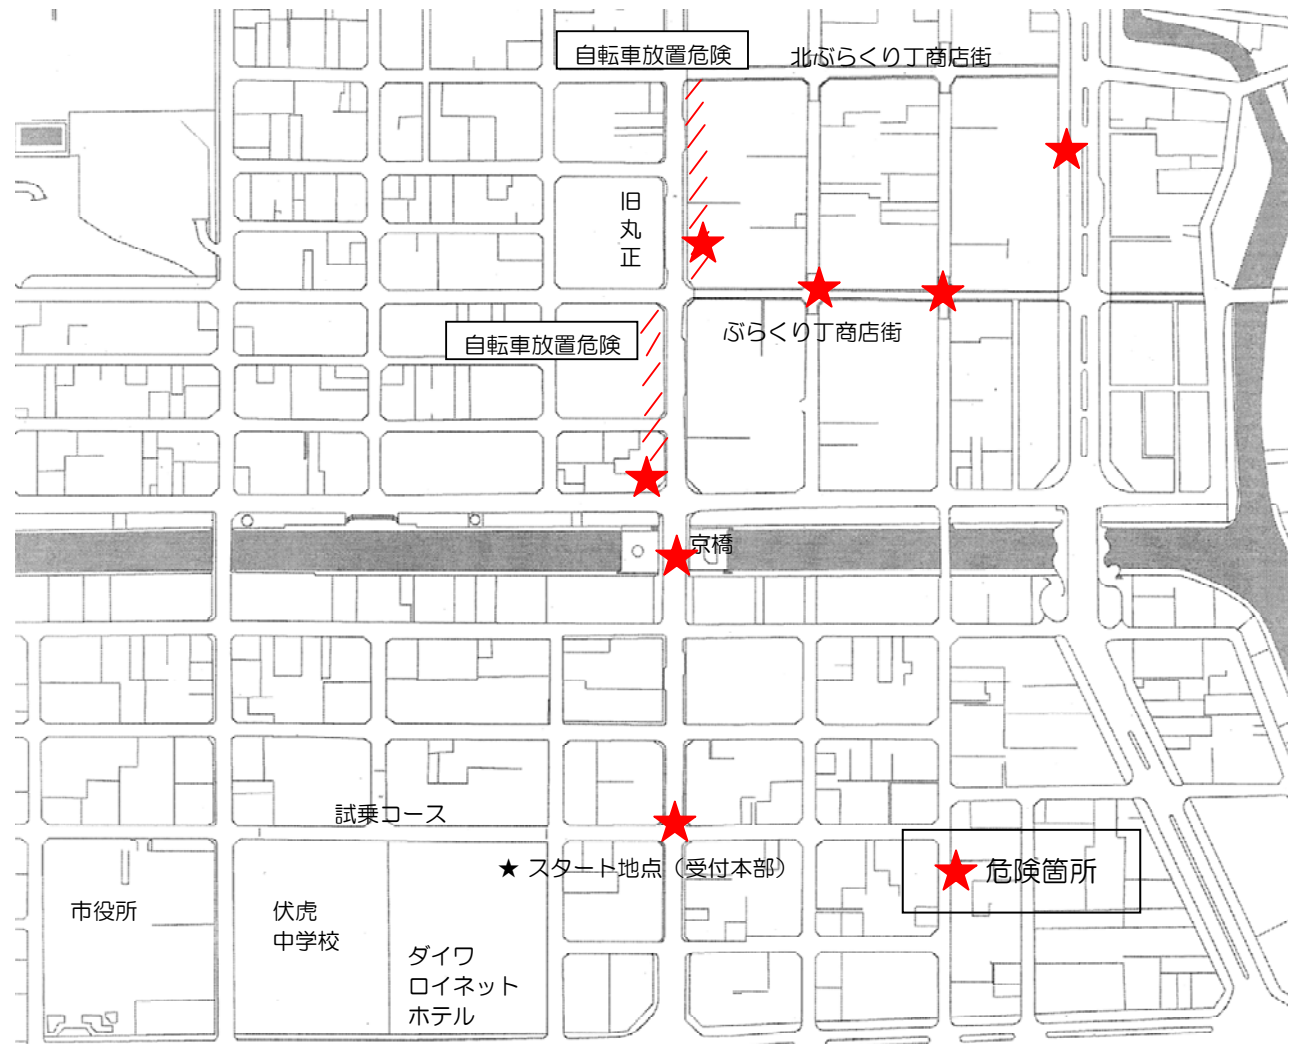 自転車放置危険
北ぶらくり丁商店街
旧
丸
正
自転車放置危険
ぶらくり丁商店街
京橋
試乗コース
★ スタート地点（受付本部）
★ 危険箇所
市役所
伏虎
中学校
ダイワ
ロイネット
ホテル